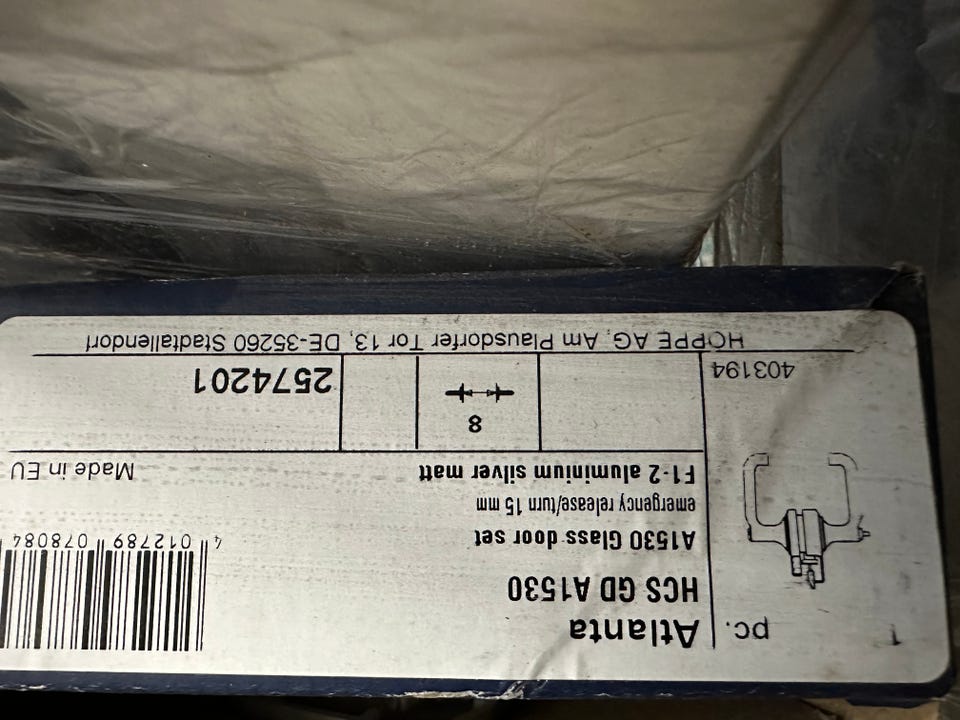 1 pc.
Atlanta
HCS GD A1530
A1530 Glass door set
emergency release/turn 15 mm
F1-2 aluminium silver matt
4 012789 078084
Made in EU
403194
8
2574201
HOPPE AG, Am Plausdorfer Tor 13, DE-35260 Stadtallendorf